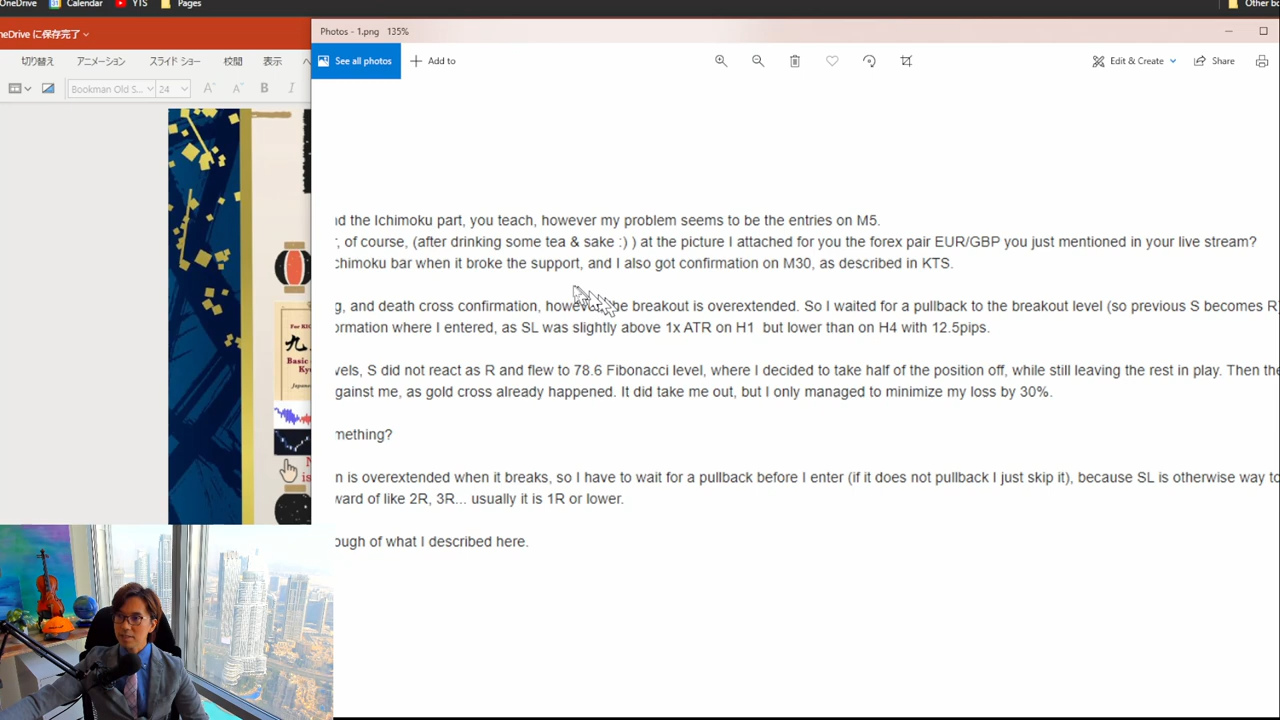 OneDrive
Calendar
YTS
Pages
Other bo
neDrive に保存完了
Photos - 1.png 135%
切り替え アニメーション スライド ショー 校閲 表示
See all photos
Add to
Edit & Create
Share
Bookman Old S...
24
A A B I
nd the Ichimoku part, you teach, however my problem seems to be the entries on M5.
r, of course, (after drinking some tea & sake :) ) at the picture I attached for you the forex pair EUR/GBP you just mentioned in your live stream?
chimoku bar when it broke the support, and I also got confirmation on M30, as described in KTS.
g, and death cross confirmation, however the breakout is overextended. So I waited for a pullback to the breakout level (so previous S becomes R)
ormation where I entered, as SL was slightly above 1x ATR on H1 but lower than on H4 with 12.5pips.
vels, S did not react as R and flew to 78.6 Fibonacci level, where I decided to take half of the position off, while still leaving the rest in play. Then the
gainst me, as gold cross already happened. It did take me out, but I only managed to minimize my loss by 30%.
mething?
n is overextended when it breaks, so I have to wait for a pullback before I enter (if it does not pullback I just skip it), because SL is otherwise way to
ward of like 2R, 3R... usually it is 1R or lower.
ough of what I described here.
For KI
九
Basic
Ky
Japan
N
is